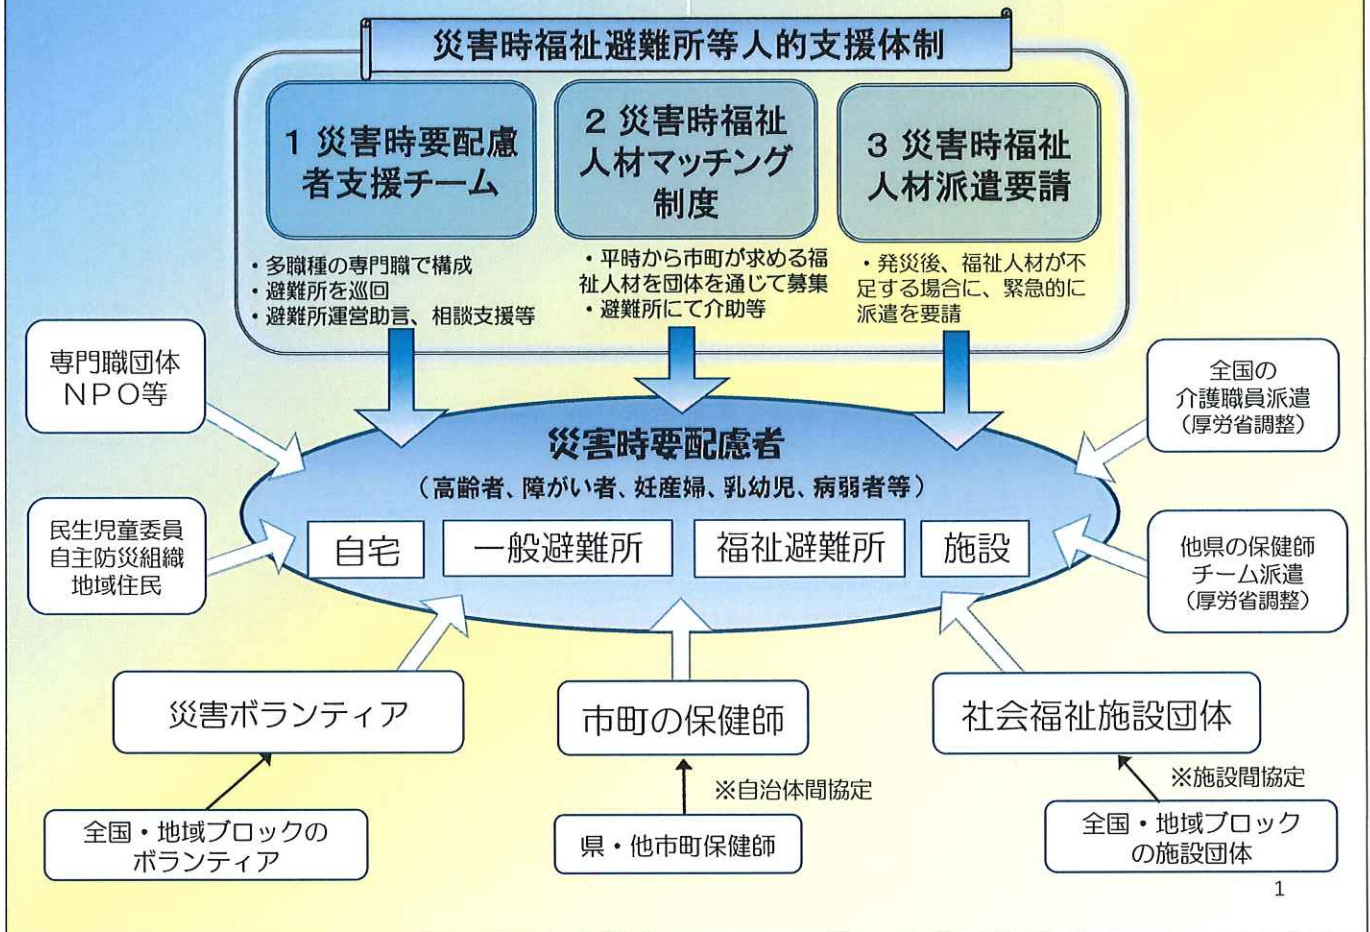 災害時福祉避難所等人的支援体制
1 災害時要配慮
者支援チーム
2 災害時福祉
人材マッチング
制度
3 災害時福祉
人材派遣要請
・多職種の専門職で構成
・避難所を巡回
・避難所運営助言、相談支援等
・平時から市町が求める福
祉人材を団体を通じて募集
・避難所にて介助等
・発災後、福祉人材が不
足する場合に、緊急的に
派遣を要請
専門職団体
NPO等
全国の
介護職員派遣
(厚労省調整)
災害時要配慮者
(高齢者、障がい者、妊産婦、乳幼児、病弱者等)
民生児童委員
自主防災組織
地域住民
自宅
一般避難所
福祉避難所
施設
他県の保健師
チーム派遣
(厚労省調整)
災害ボランティア
市町の保健師
社会福祉施設団体
※自治体間協定
※施設間協定
全国・地域ブロックの
ボランティア
県・他市町保健師
全国・地域ブロック
の施設団体
1